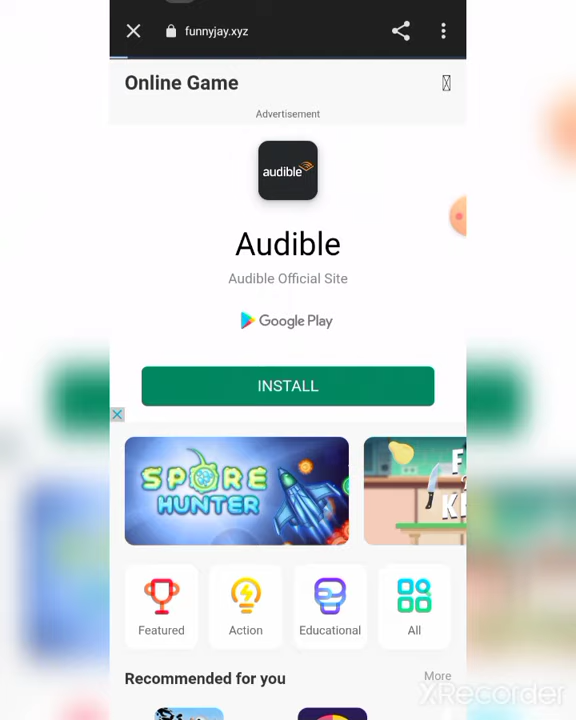 funnyjay.xyz
Online Game
Advertisement
audible
Audible
Audible Official Site
Google Play
INSTALL
SPORE
HUNTER
Featured
Action
Educational
All
Recommended for you
More
XRecorder